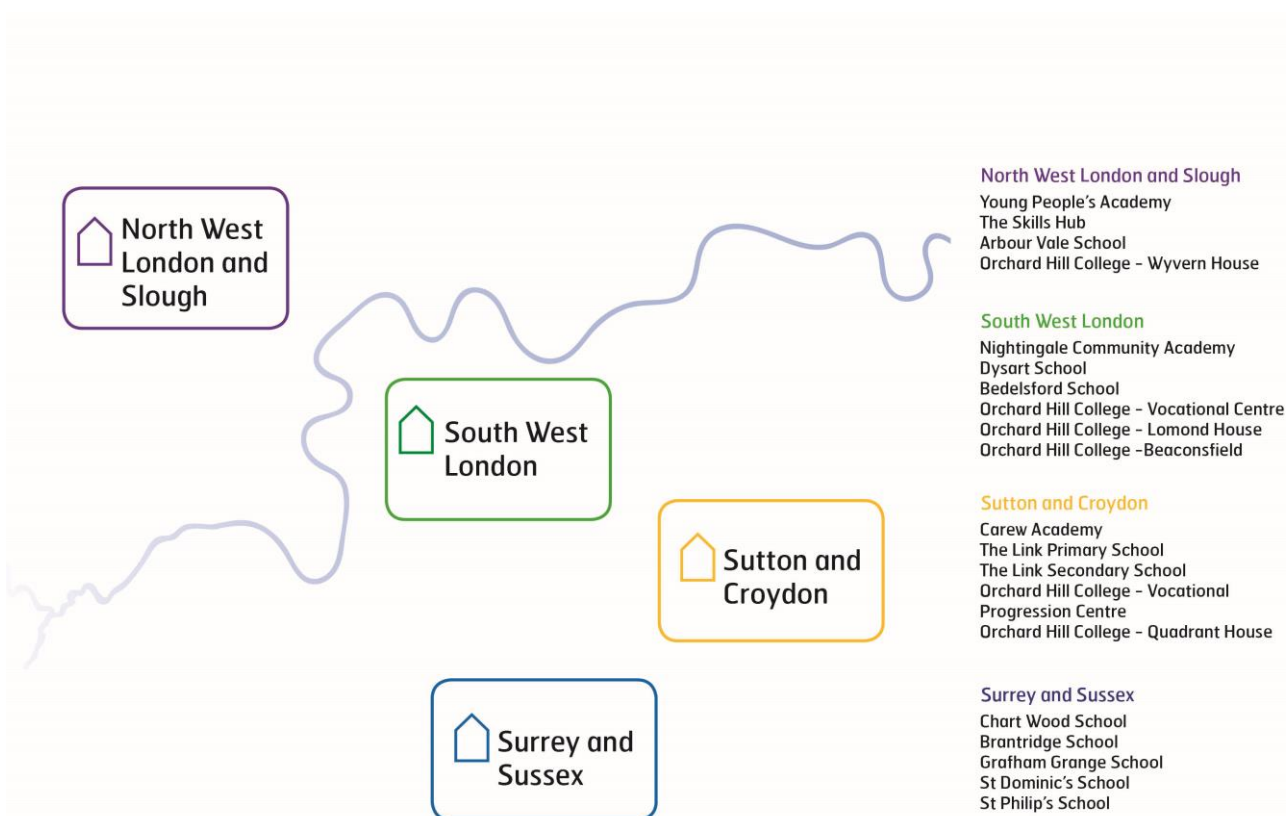 North West
London and
Slough
South West
London
Sutton and
Croydon
Surrey and
Sussex
North West London and Slough
Young People's Academy
The Skills Hub
Arbour Vale School
Orchard Hill College – Wyvern House
South West London
Nightingale Community Academy
Dysart School
Bedelsford School
Orchard Hill College – Vocational Centre
Orchard Hill College – Lomond House
Orchard Hill College –Beaconsfield
Sutton and Croydon
Carew Academy
The Link Primary School
The Link Secondary School
Orchard Hill College – Vocational
Progression Centre
Orchard Hill College – Quadrant House
Surrey and Sussex
Chart Wood School
Brantridge School
Grafham Grange School
St Dominic's School
St Philip's School